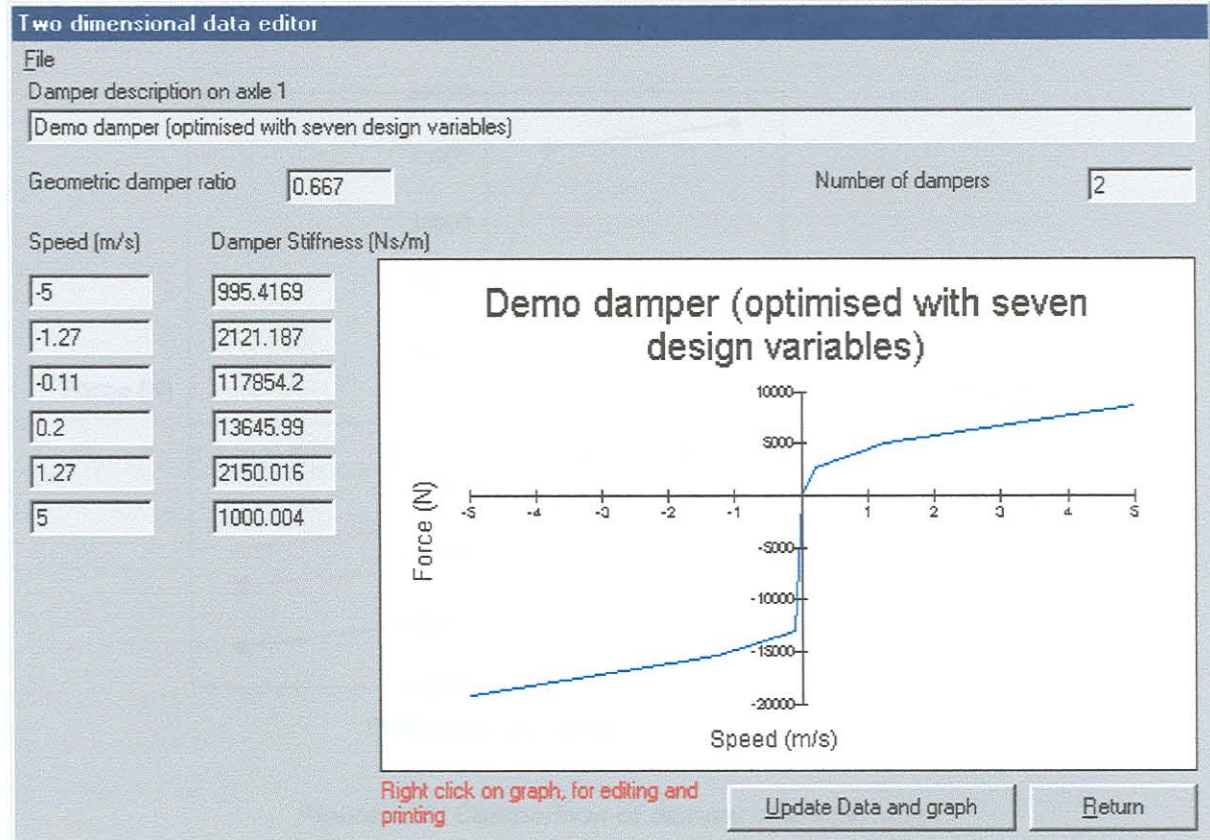 Two dimensional data editor
File
Damper description on axle 1
Demo damper (optimised with seven design variables)
Geometric damper ratio 0.667 Number of dampers 2
Speed (m/s) Damper Stiffness (Ns/m)
-5 995.4169
-1.27 2121.187
-0.11 117854.2
0.2 13645.99
1.27 2150.016
5 1000.004
Demo damper (optimised with seven
design variables)
10000
5000
-5 -4 -3 -2 -1 1 2 3 4 5
Force (N)
-5000
-10000
-15000
-20000
Speed (m/s)
Right click on graph, for editing and
printing
Update Data and graph Return